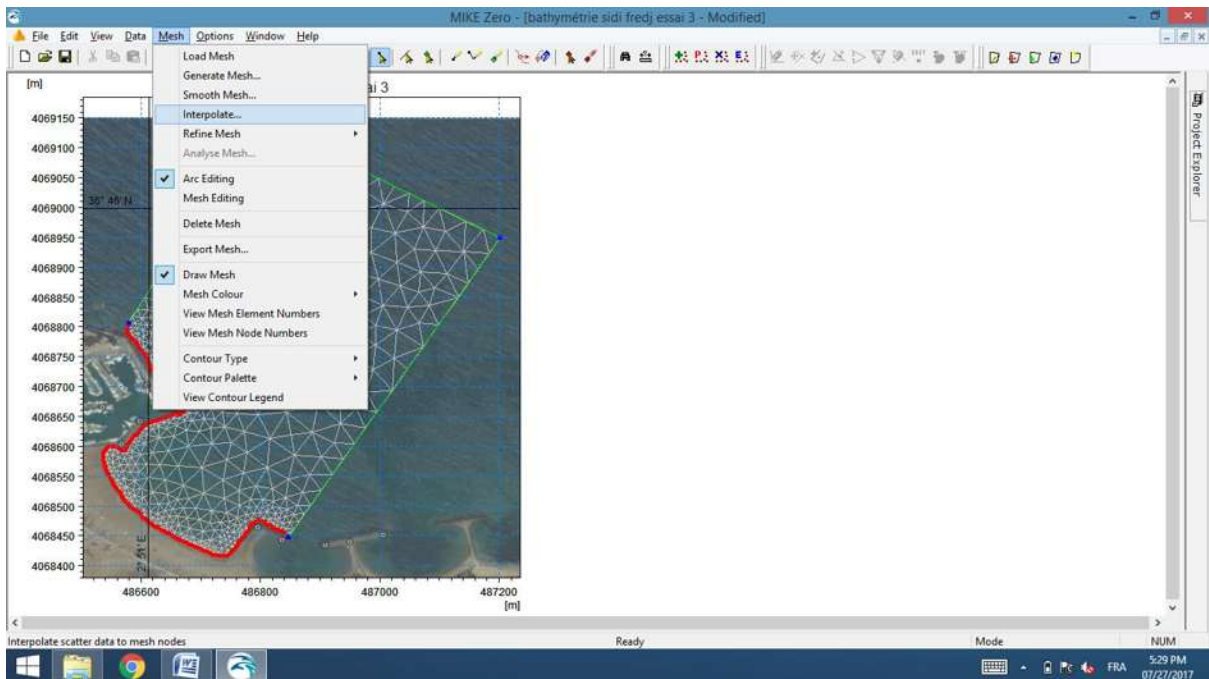 MIKE Zero - [bathymétrie sidi fredj essai 3 - Modified]
File Edit View Data Mesh Options Window Help
Load Mesh
Generate Mesh...
Smooth Mesh...
Interpolate...
Refine Mesh
Analyse Mesh...
Arc Editing
Mesh Editing
Delete Mesh
Export Mesh...
Draw Mesh
Mesh Colour
View Mesh Element Numbers
View Mesh Node Numbers
Contour Type
Contour Palette
View Contour Legend
[m]
ai 3
4069150
4069100
4069050
4069000
4068950
4068900
4068850
4068800
4068750
4068700
4068650
4068600
4068550
4068500
4068450
4068400
36° 46' N
2° 51' E
486600 486800 487000 487200
[m]
Project Explorer
Interpolate scatter data to mesh nodes Ready Mode NUM
FRA 5:29 PM
07/27/2017